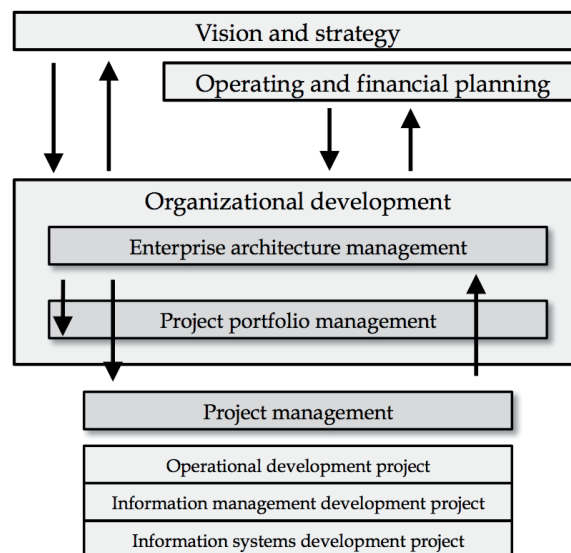 Vision and strategy
Operating and financial planning
Organizational development
Enterprise architecture management
Project portfolio management
Project management
Operational development project
Information management development project
Information systems development project